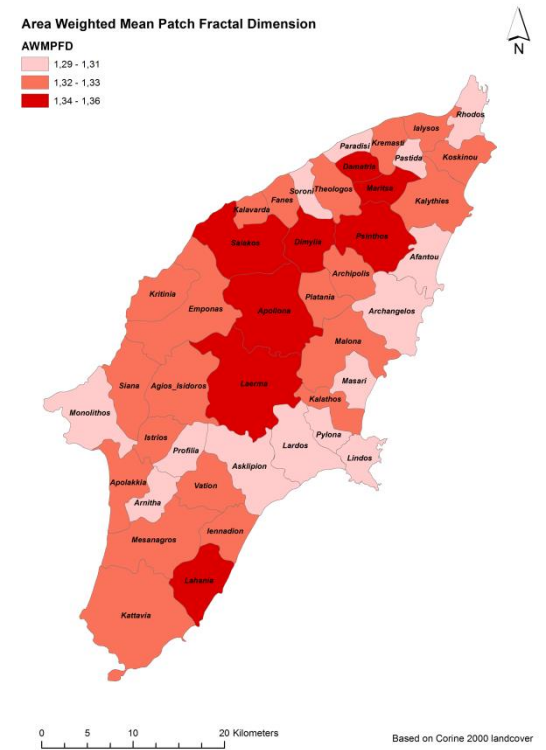 Area Weighted Mean Patch Fractal Dimension
AWMPFD
1,29 - 1,31
1,32 - 1,33
1,34 - 1,36
N
Rhodos
Ialysos
Kremasti
Paradisi
Pastida
Koskinou
Damatria
Maritsa
Soroni
Theologos
Fanes
Kalavarda
Kalythies
Salakos
Dimylia
Psinthos
Afantou
Archipolis
Kritinia
Platania
Emponas
Apollona
Archangelos
Malona
Siana
Agios_isidoros
Laerma
Masari
Kalathos
Monolithos
Istrios
Profilia
Pylona
Lardos
Lindos
Asklipion
Apolakkia
Vation
Arnitha
Iennadion
Mesanagros
Lahania
Kattavia
0 5 10 20 Kilometers
Based on Corine 2000 landcover